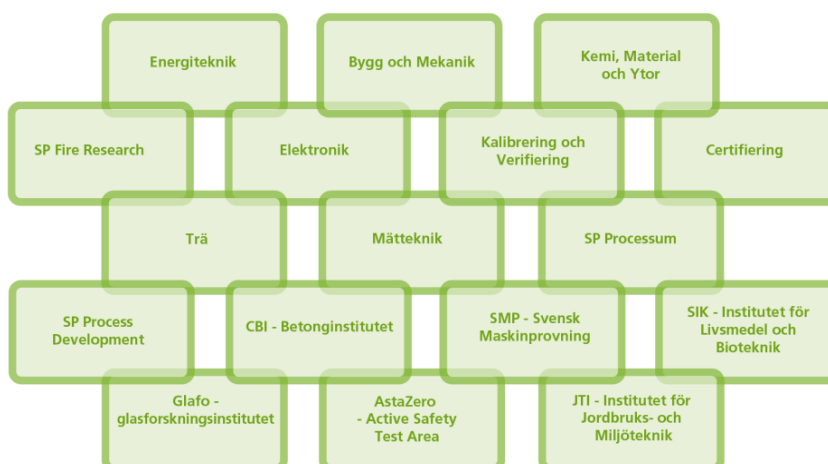 Energiteknik
Bygg och Mekanik
Kemi, Material
och Ytor
SP Fire Research
Elektronik
Kalibrering och
Verifiering
Certifiering
Trä
Mätteknik
SP Processum
SP Process
Development
CBI - Betonginstitutet
SMP - Svensk
Maskinprovning
SIK - Institutet för
Livsmedel och
Bioteknik
Glafo -
glasforskningsinstitutet
AstaZero
- Active Safety
Test Area
JTI - Institutet för
Jordbruks- och
Miljöteknik